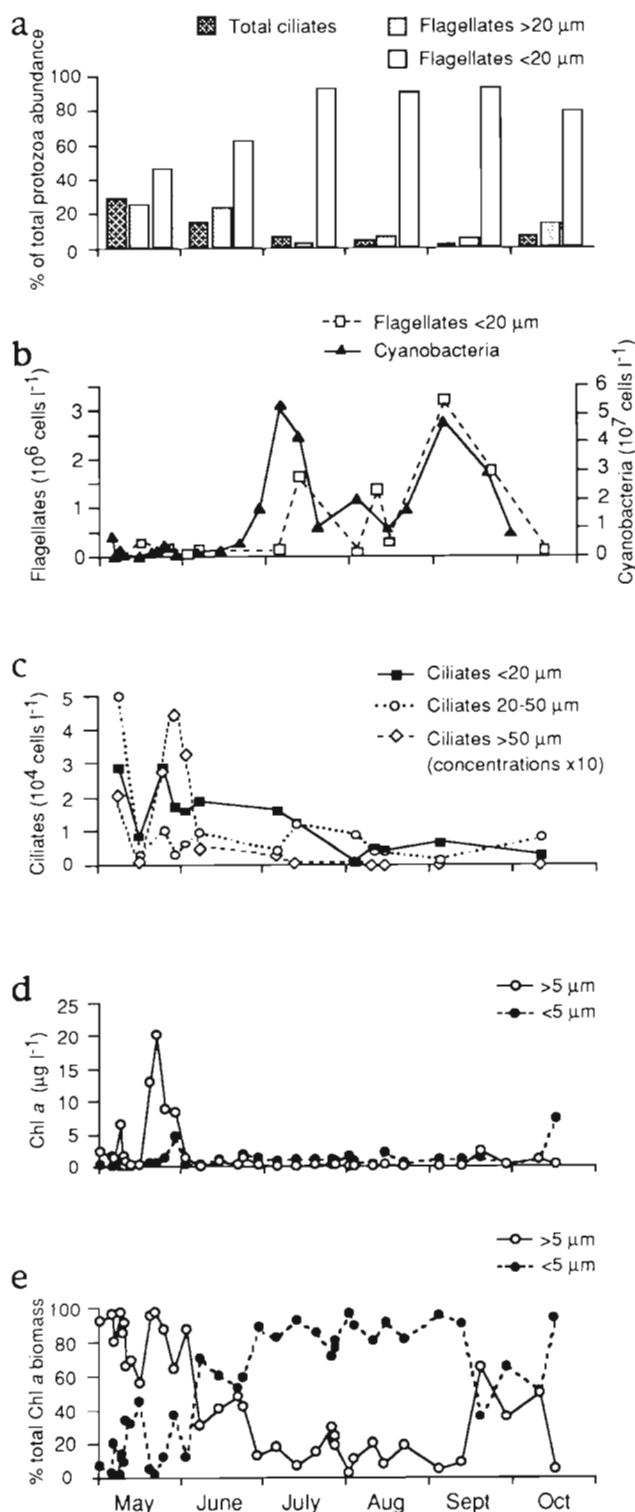 a
Total ciliates
Flagellates >20 µm
Flagellates <20 µm
% of total protozoa abundance
100
80
60
40
20
0
b
Flagellates <20 µm
Cyanobacteria
Flagellates (10⁶ cells l⁻¹)
3
2
1
0
Cyanobacteria (10⁷ cells l⁻¹)
6
5
4
3
2
1
0
c
Ciliates <20 µm
Ciliates 20-50 µm
Ciliates >50 µm
(concentrations x10)
Ciliates (10⁴ cells l⁻¹)
5
4
3
2
1
0
d
>5 µm
<5 µm
Chl a (µg l⁻¹)
25
20
15
10
5
0
e
>5 µm
<5 µm
% total Chl a biomass
100
80
60
40
20
0
May June July Aug Sept Oct